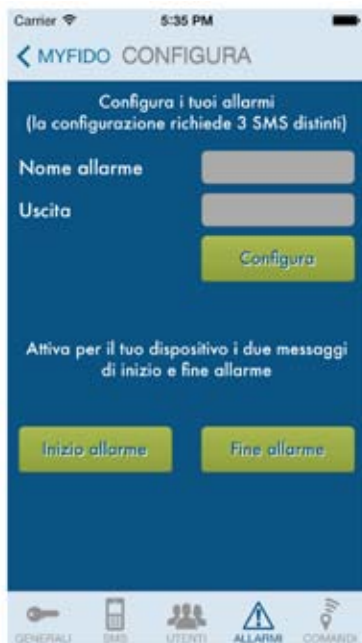 Carrier 5:35 PM
MYFIDO CONFIGURA
Configura i tuoi allarmi
(la configurazione richiede 3 SMS distinti)
Nome allarme
Uscita
Configura
Attiva per il tuo dispositivo i due messaggi
di inizio e fine allarme
Inizio allarme Fine allarme
GENERALI SMS UTENTI ALLARMI COMANDI